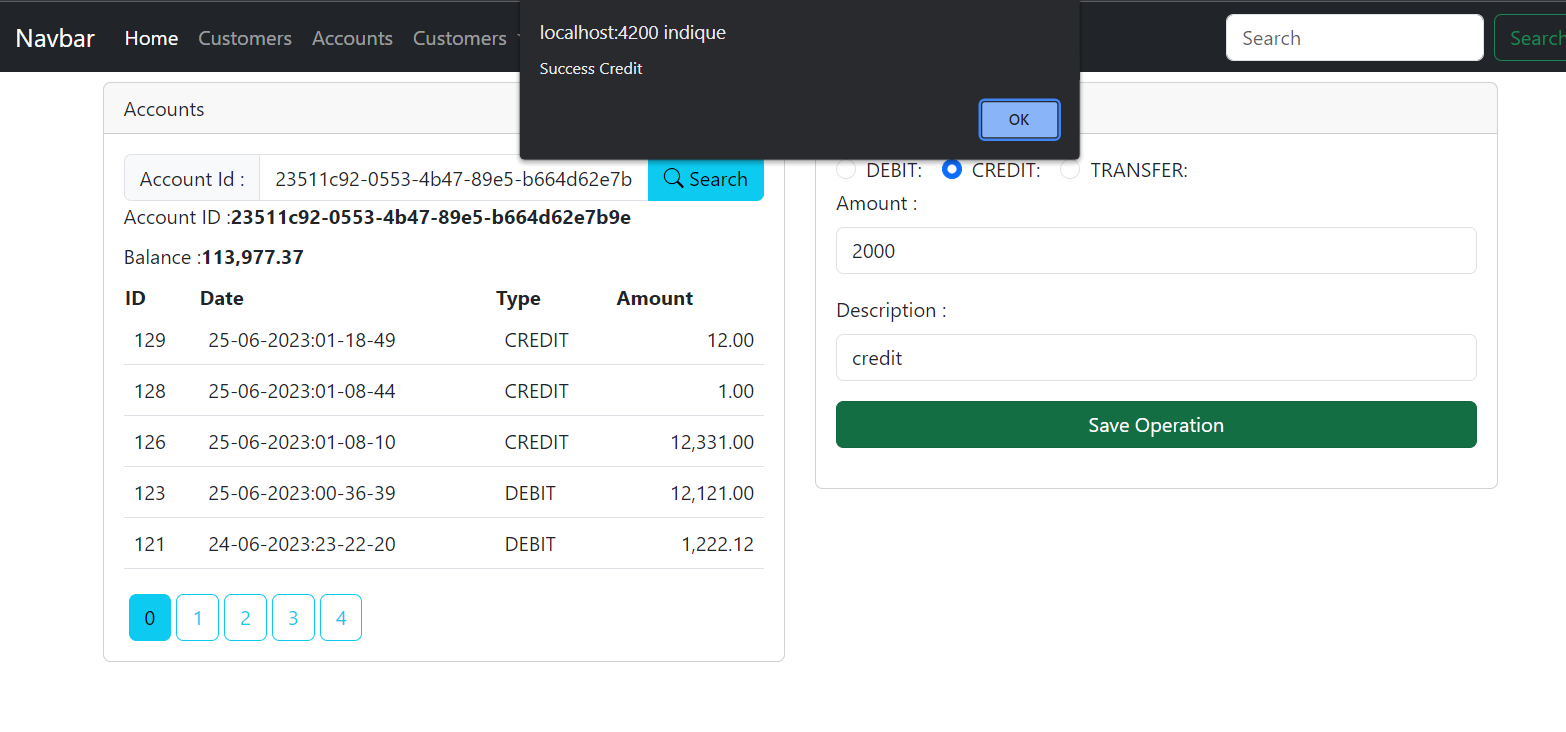 Navbar Home Customers Accounts Customers
Search Search
localhost:4200 indique
Success Credit
OK
Accounts
Account Id : 23511c92-0553-4b47-89e5-b664d62e7b Search
Account ID :23511c92-0553-4b47-89e5-b664d62e7b9e
Balance :113,977.37
ID Date Type Amount
129 25-06-2023:01-18-49 CREDIT 12.00
128 25-06-2023:01-08-44 CREDIT 1.00
126 25-06-2023:01-08-10 CREDIT 12,331.00
123 25-06-2023:00-36-39 DEBIT 12,121.00
121 24-06-2023:23-22-20 DEBIT 1,222.12
0 1 2 3 4
DEBIT: CREDIT: TRANSFER:
Amount :
2000
Description :
credit
Save Operation